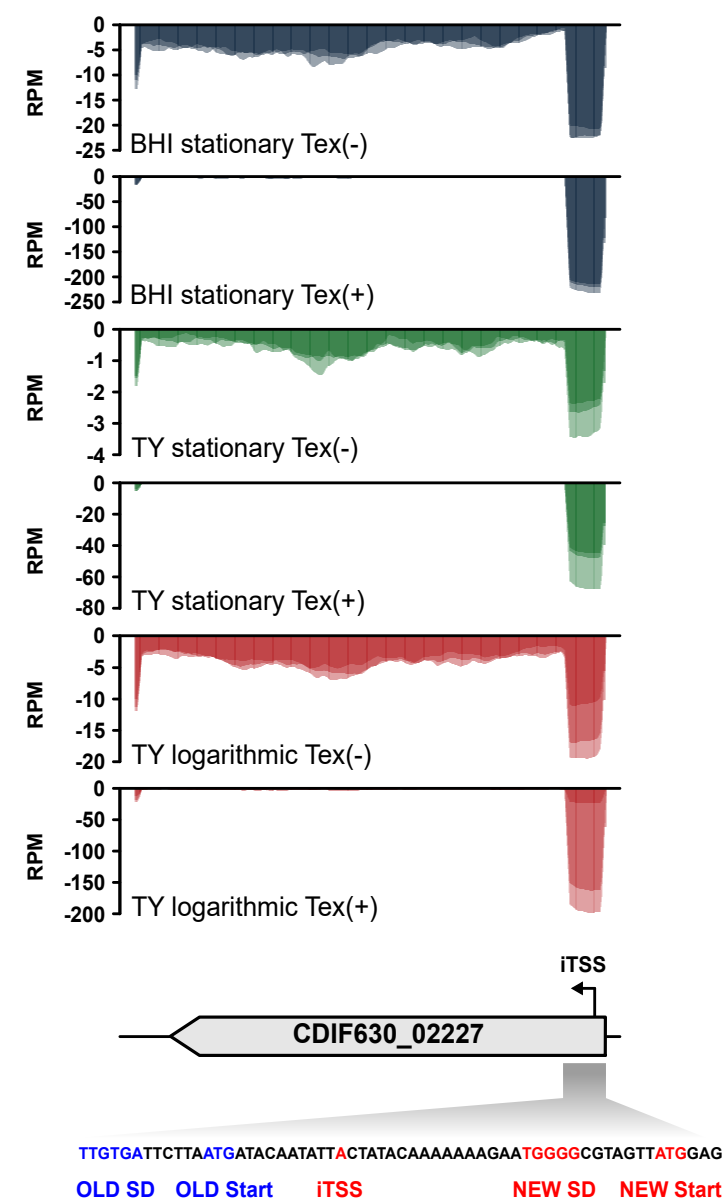 0
-5
-10
-15
-20
-25
RPM
BHI stationary Tex(-)
0
-50
-100
-150
-200
-250
RPM
BHI stationary Tex(+)
0
-1
-2
-3
-4
RPM
TY stationary Tex(-)
0
-20
-40
-60
-80
RPM
TY stationary Tex(+)
0
-5
-10
-15
-20
RPM
TY logarithmic Tex(-)
0
-50
-100
-150
-200
RPM
TY logarithmic Tex(+)
iTSS
CDIF630_02227
TTGTGATTCTTAATGATACAATATTACTATACAAAAAAAGAATGGGGCGTAGTTATGGAG
OLD SD OLD Start iTSS NEW SD NEW Start